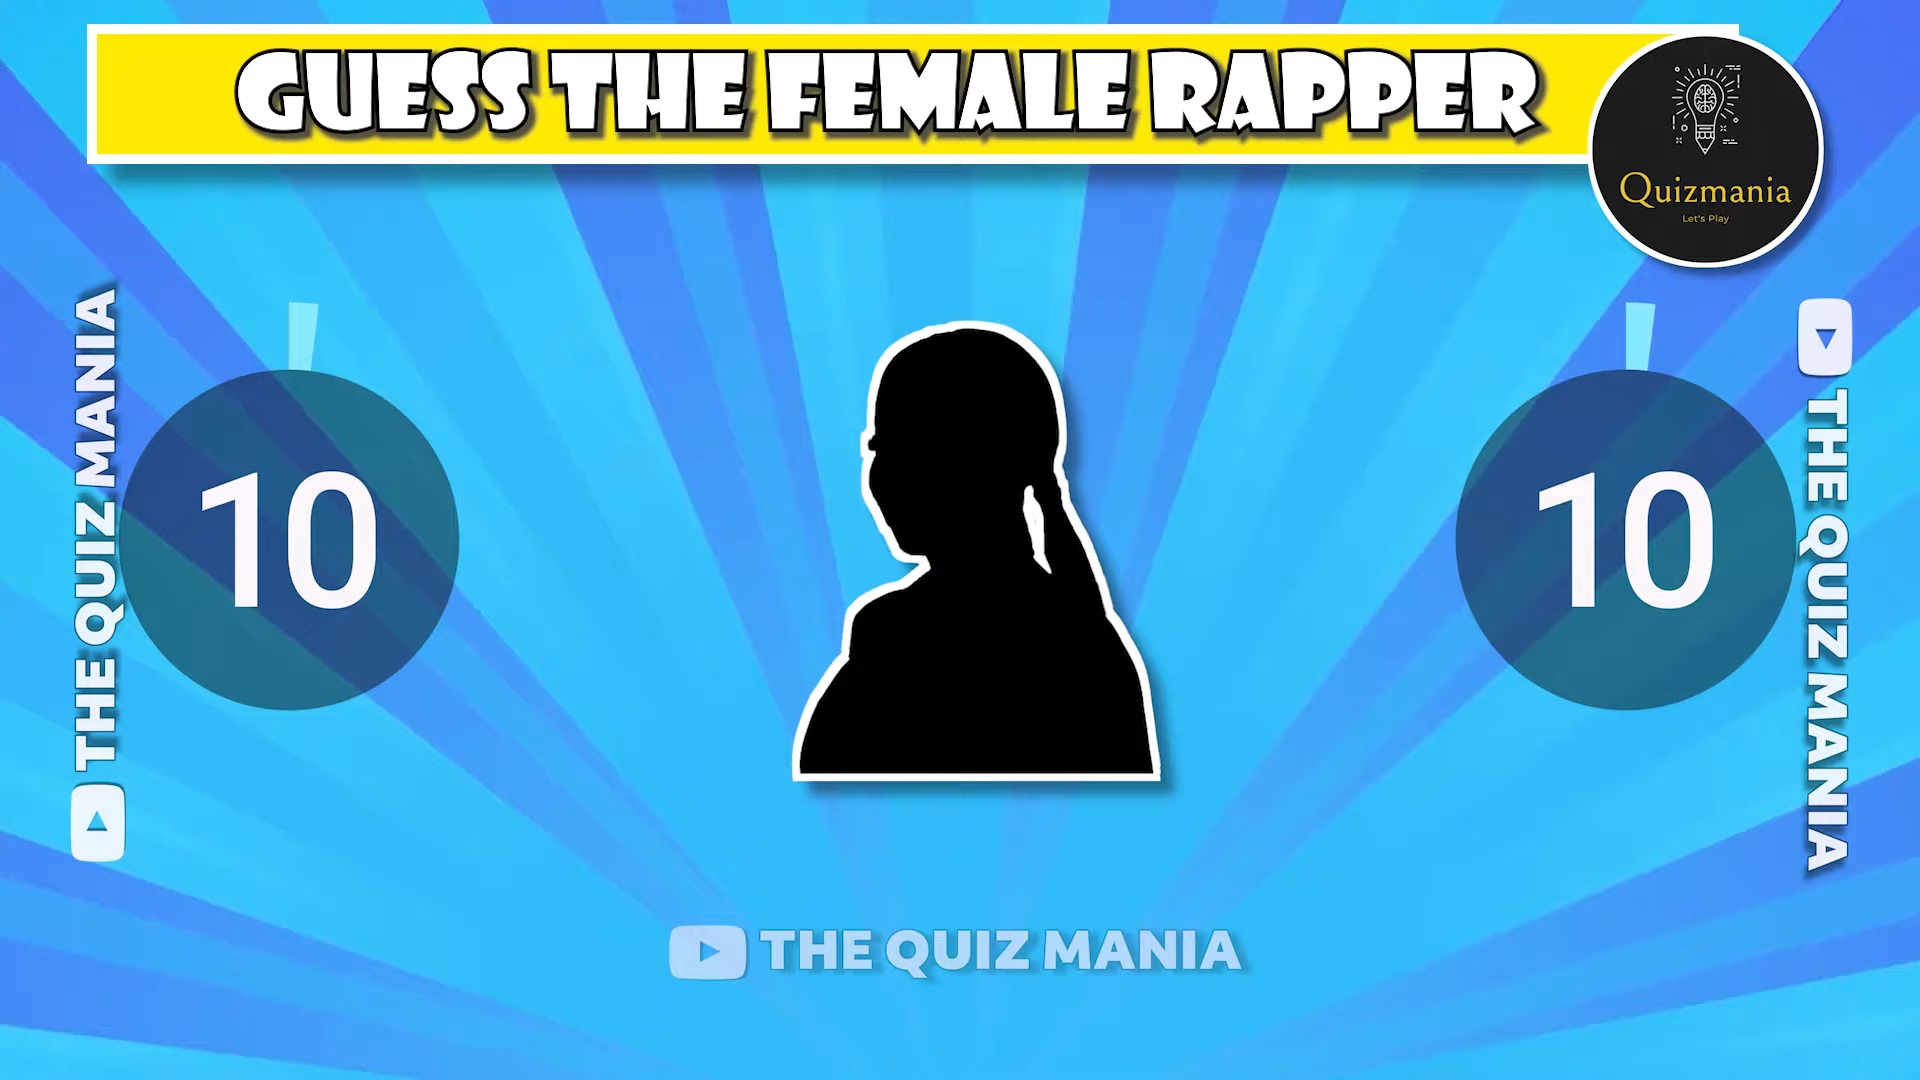 GUESS THE FEMALE RAPPER
Quizmania
Let's Play
THE QUIZ MANIA
10
10
THE QUIZ MANIA
THE QUIZ MANIA